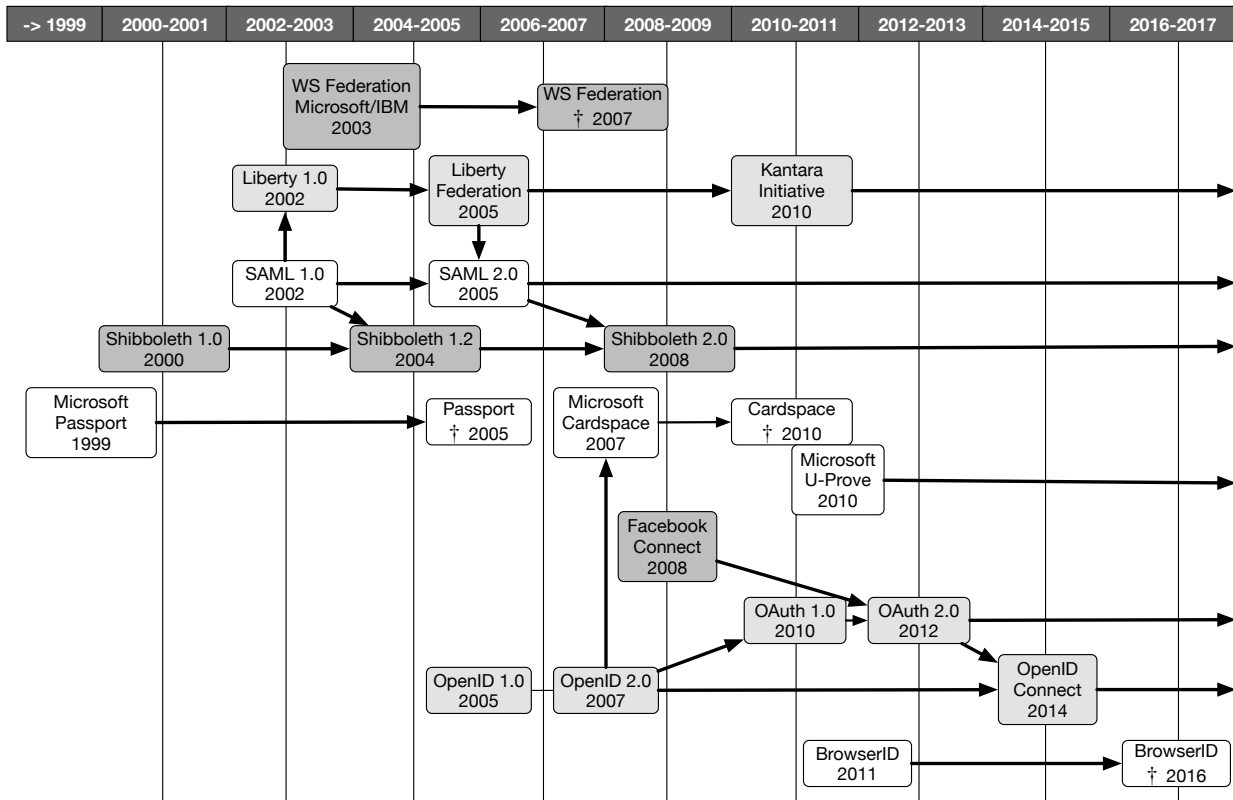 -> 1999
2000-2001
2002-2003
2004-2005
2006-2007
2008-2009
2010-2011
2012-2013
2014-2015
2016-2017
WS Federation
Microsoft/IBM
2003
WS Federation
† 2007
Liberty 1.0
2002
Liberty
Federation
2005
Kantara
Initiative
2010
SAML 1.0
2002
SAML 2.0
2005
Shibboleth 1.0
2000
Shibboleth 1.2
2004
Shibboleth 2.0
2008
Microsoft
Passport
1999
Passport
† 2005
Microsoft
Cardspace
2007
Cardspace
† 2010
Microsoft
U-Prove
2010
Facebook
Connect
2008
OAuth 1.0
2010
OAuth 2.0
2012
OpenID 1.0
2005
OpenID 2.0
2007
OpenID
Connect
2014
BrowserID
2011
BrowserID
† 2016